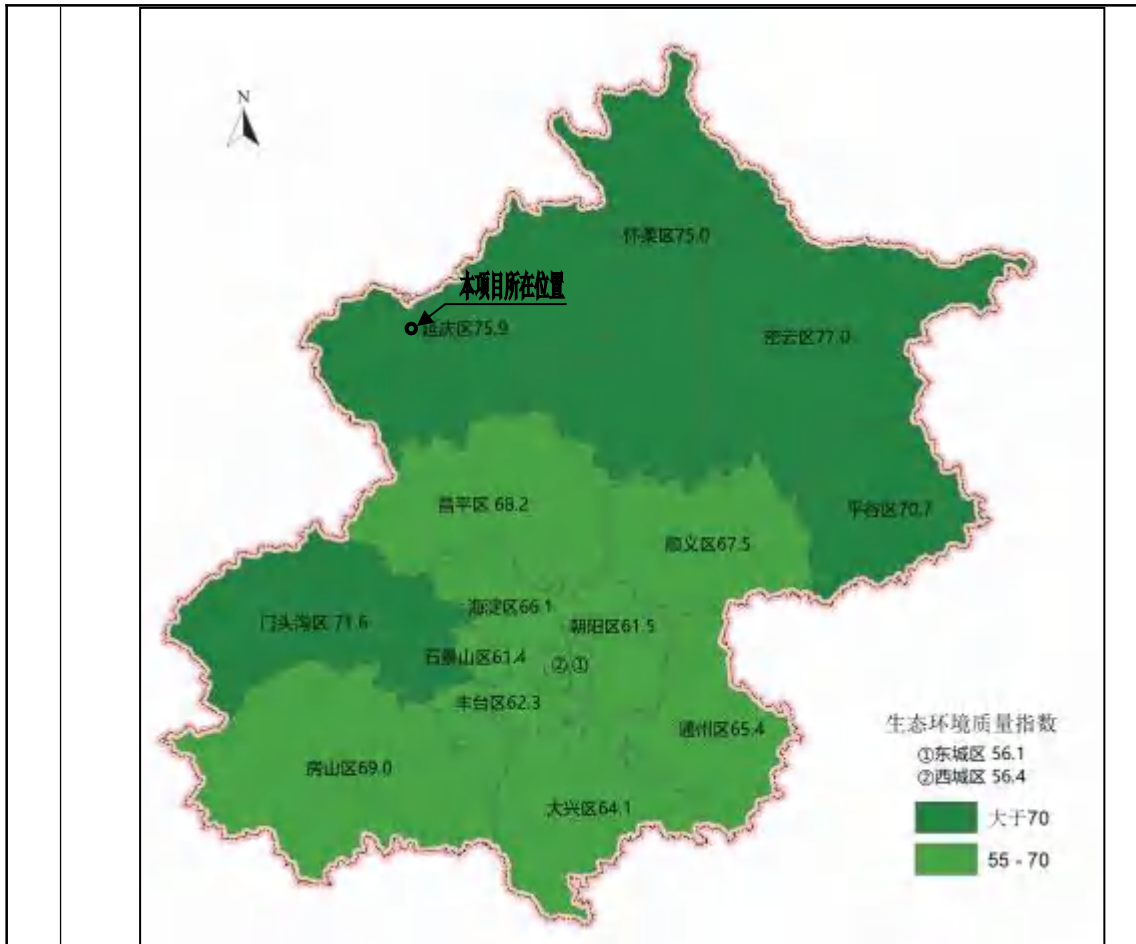 N
怀柔区75.0
本项目所在位置
延庆区75.9
密云区77.0
昌平区 68.2
平谷区70.7
顺义区67.5
海淀区66.1
门头沟区 71.6
朝阳区61.5
石景山区61.4
②①
丰台区62.3
通州区65.4
房山区69.0
大兴区64.1
生态环境质量指数
①东城区 56.1
②西城区 56.4
大于70
55 - 70